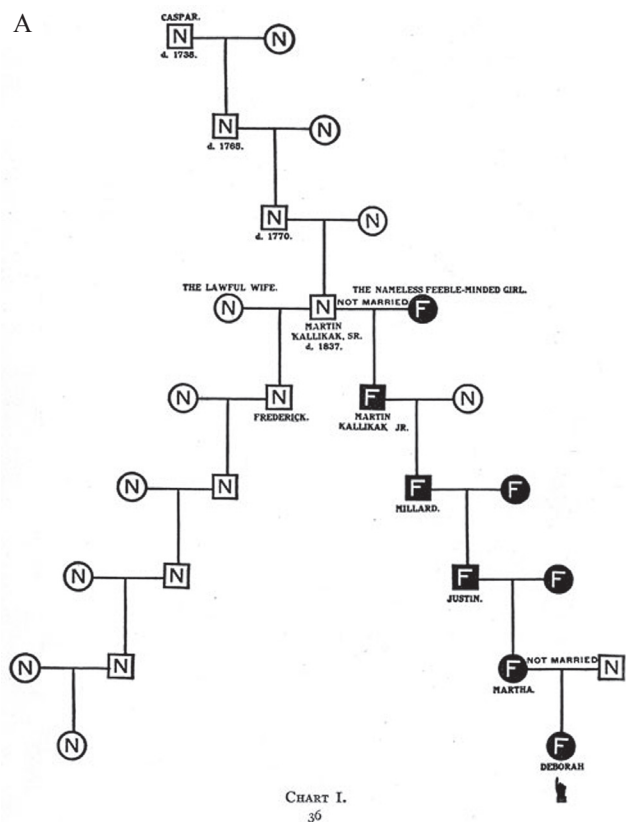 A
CASPAR.
N N
d. 1735.
N N
d. 1765.
N N
d. 1770.
THE LAWFUL WIFE. THE NAMELESS FEEBLE-MINDED GIRL.
N N NOT MARRIED F
MARTIN
KALLIKAK, SR.
d. 1837.
N N F N
FREDERICK. MARTIN
KALLIKAK JR.
N N F F
MILLARD.
N N F F
JUSTIN.
N N F NOT MARRIED N
MARTHA.
N F
DEBORAH
CHART I.
36